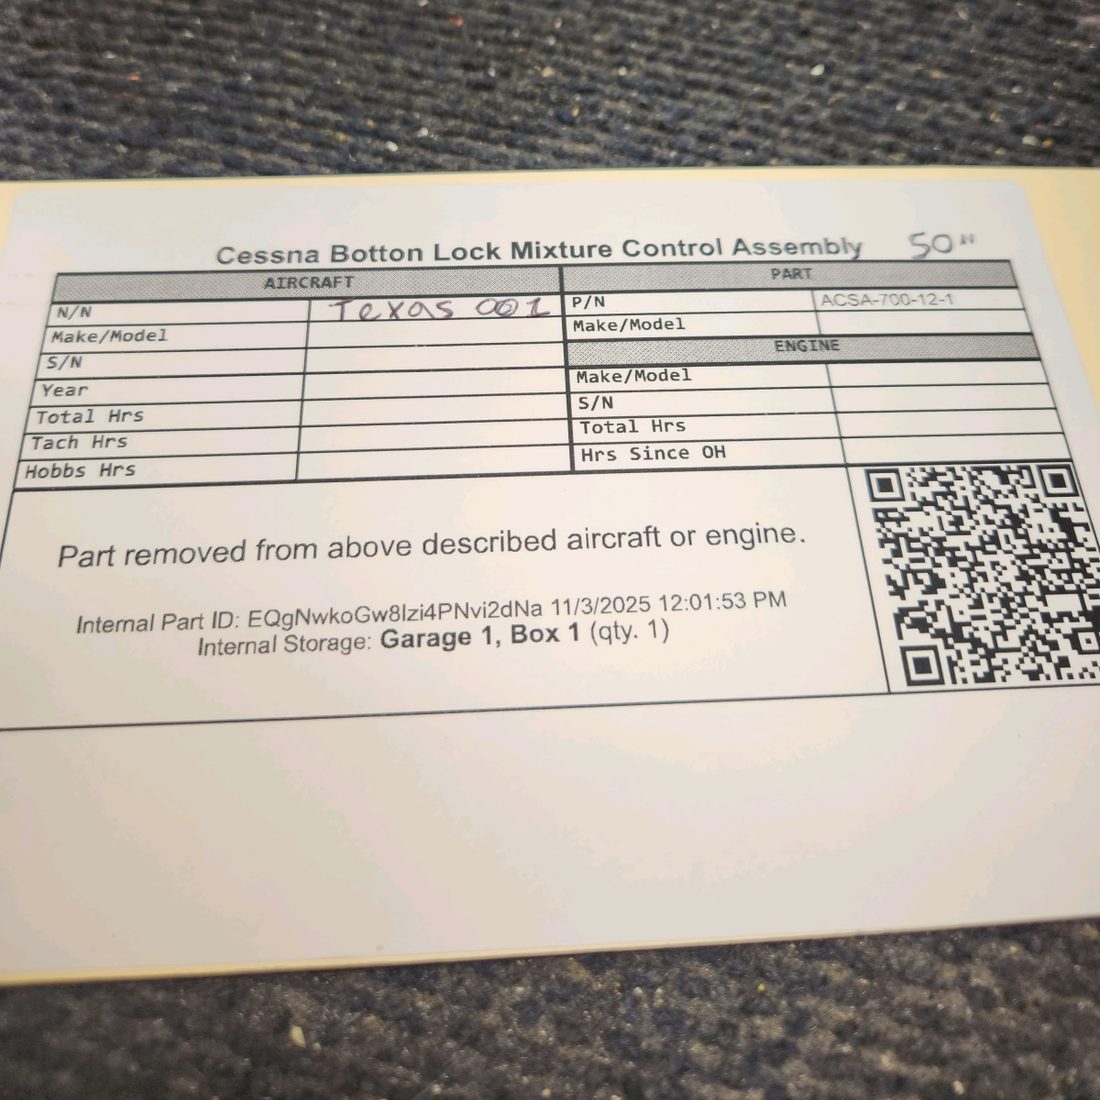 Cessna Botton Lock Mixture Control Assembly 50"
AIRCRAFT
N/N Texas 001
Make/Model
S/N
Year
Total Hrs
Tach Hrs
Hobbs Hrs
PART
P/N ACSA-700-12-1
Make/Model
ENGINE
Make/Model
S/N
Total Hrs
Hrs Since OH
Part removed from above described aircraft or engine.
Internal Part ID: EQgNwkoGw8Izi4PNvi2dNa 11/3/2025 12:01:53 PM
Internal Storage: Garage 1, Box 1 (qty. 1)